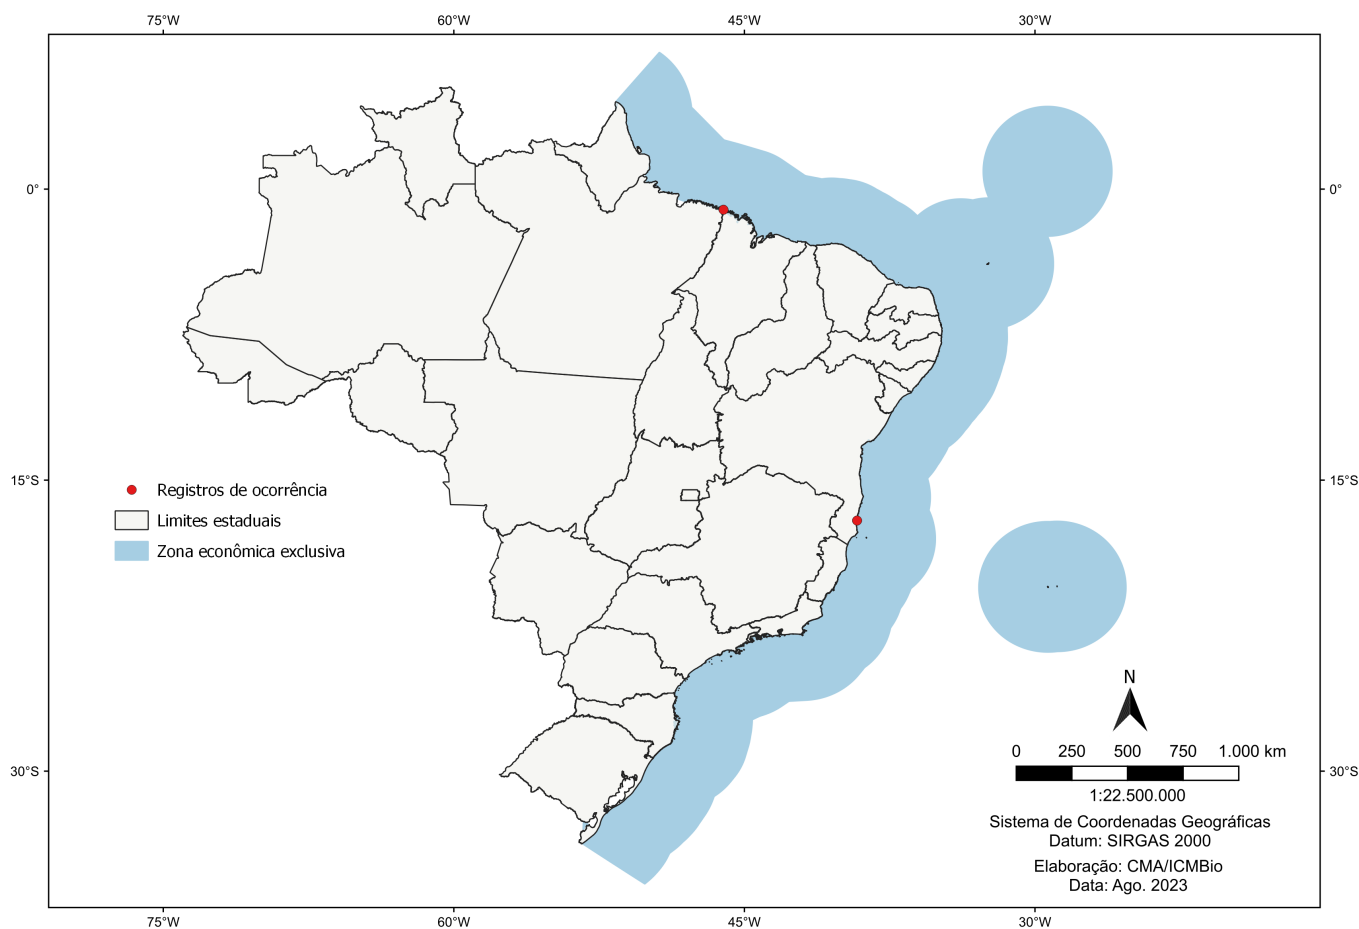 75°W 60°W 45°W 30°W
0° 0°
15°S 15°S
Registros de ocorrência
Limites estaduais
Zona econômica exclusiva
N
0 250 500 750 1.000 km
30°S 30°S
1:22.500.000
Sistema de Coordenadas Geográficas
Datum: SIRGAS 2000
Elaboração: CMA/ICMBio
Data: Ago. 2023
75°W 60°W 45°W 30°W